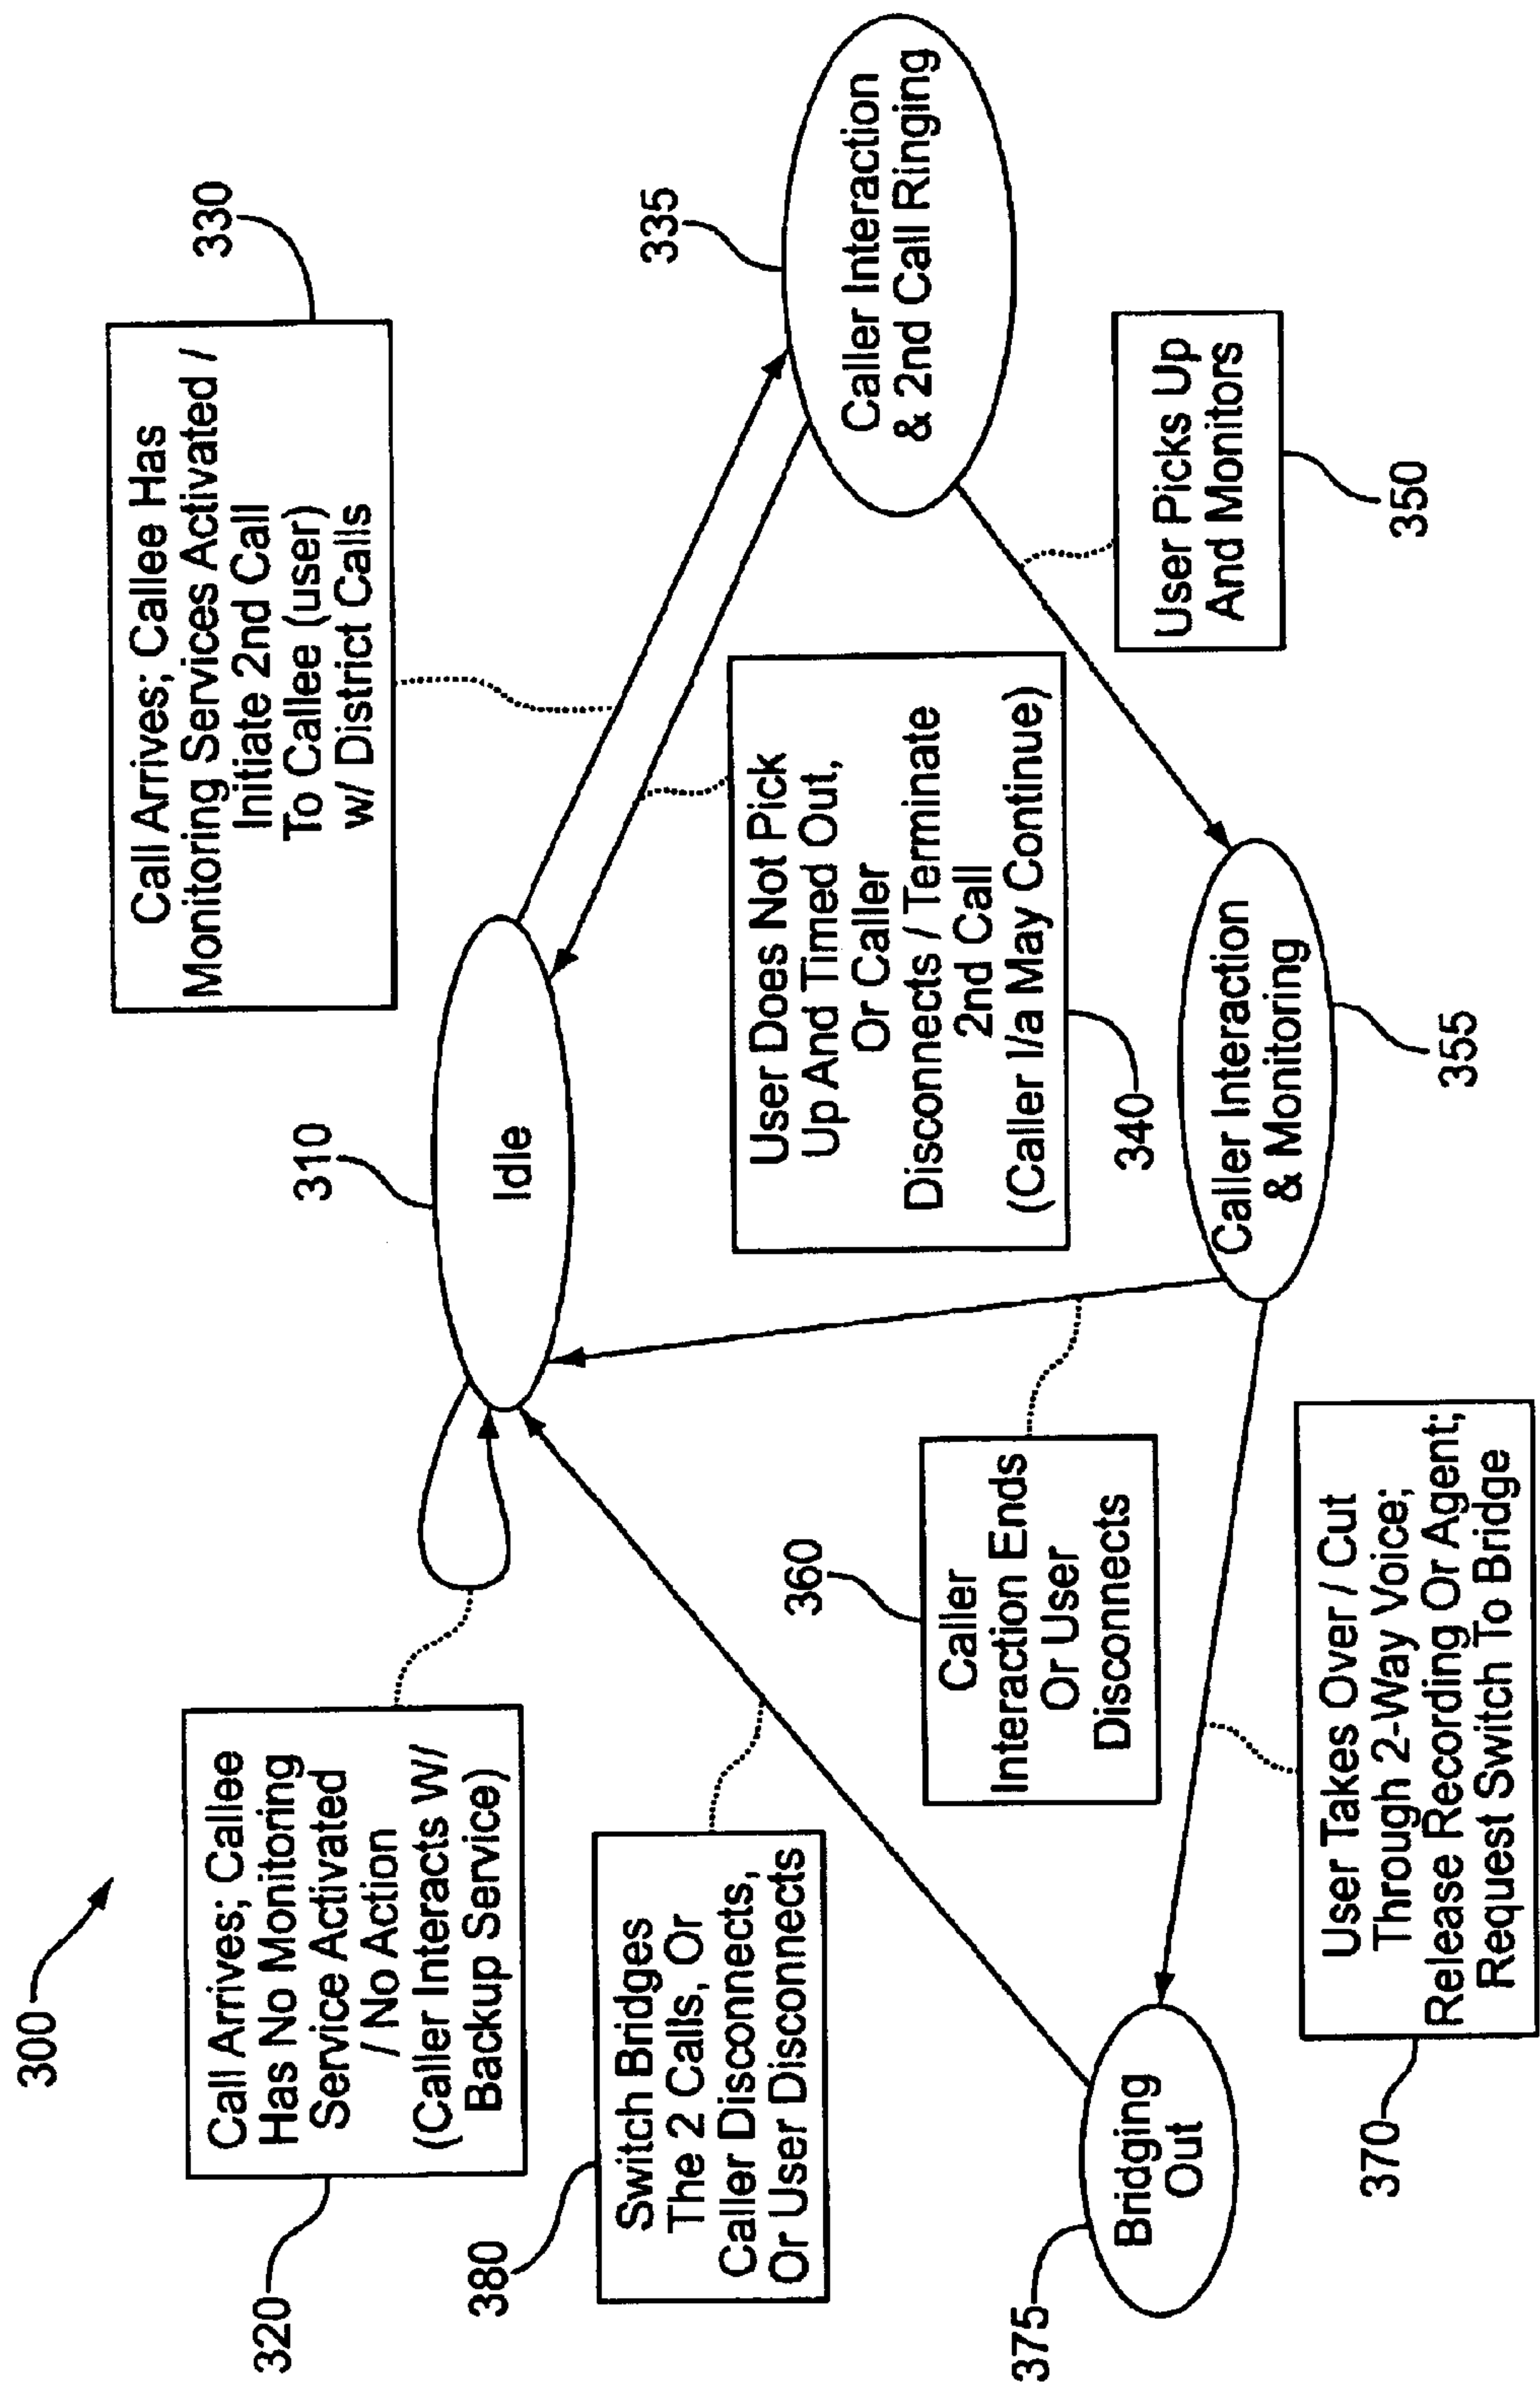 300
320
Call Arrives; Callee
Has No Monitoring
Service Activated
/ No Action
(Caller Interacts W/
Backup Service)
310
Idle
330
Call Arrives; Callee Has
Monitoring Services Activated /
Initiate 2nd Call
To Callee (user)
w/ District Calls
335
Caller Interaction
& 2nd Call Ringing
380
Switch Bridges
The 2 Calls, Or
Caller Disconnects,
Or User Disconnects
360
Caller
Interaction Ends
Or User
Disconnects
User Does Not Pick
Up And Timed Out,
Or Caller
Disconnects / Terminate
2nd Call
(Caller I/a May Continue)
340
User Picks Up
And Monitors
350
375
Bridging
Out
Caller Interaction
& Monitoring
355
User Takes Over / Cut
Through 2-Way Voice;
Release Recording Or Agent;
Request Switch To Bridge
370